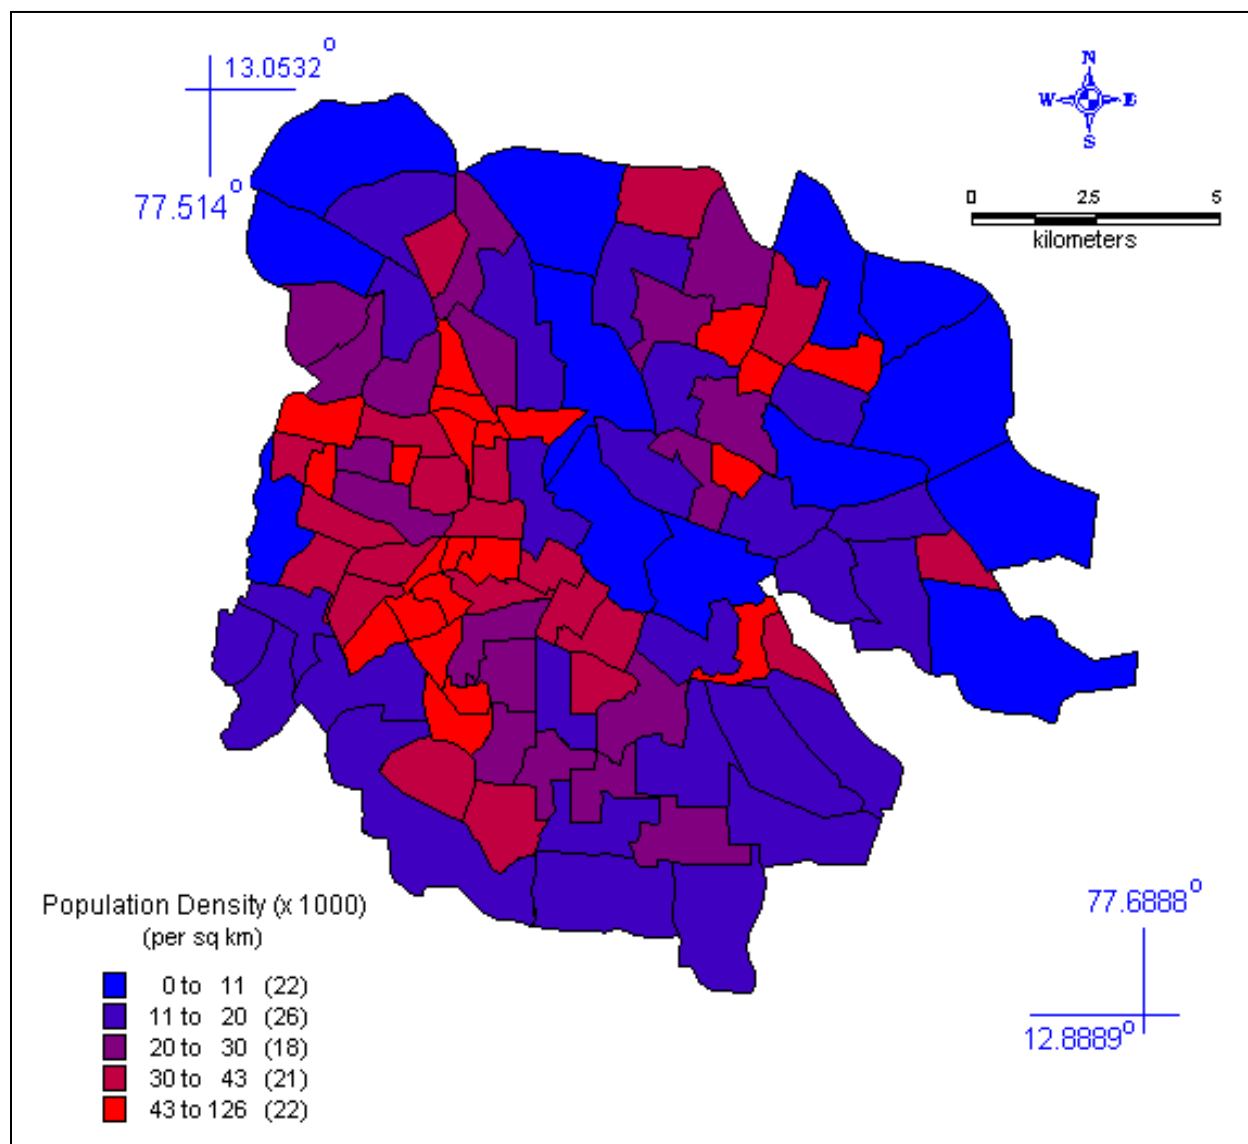 13.0532°
77.514°
N
W E
S
0 2.5 5
kilometers
Population Density (x 1000)
(per sq km)
0 to 11 (22)
11 to 20 (26)
20 to 30 (18)
30 to 43 (21)
43 to 126 (22)
77.6888°
12.8889°